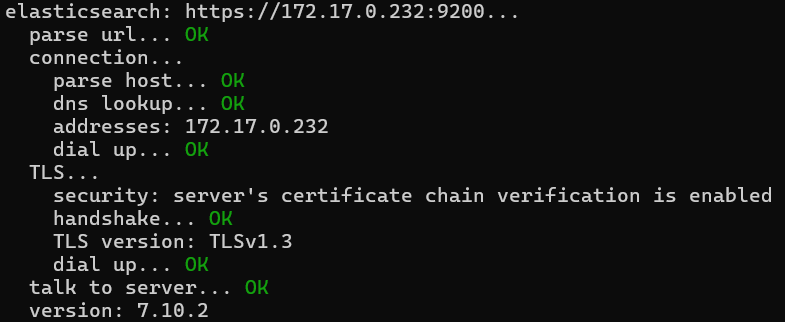 elasticsearch: https://172.17.0.232:9200...
  parse url... OK
  connection...
    parse host... OK
    dns lookup... OK
    addresses: 172.17.0.232
    dial up... OK
  TLS...
    security: server's certificate chain verification is enabled
    handshake... OK
    TLS version: TLSv1.3
    dial up... OK
  talk to server... OK
  version: 7.10.2